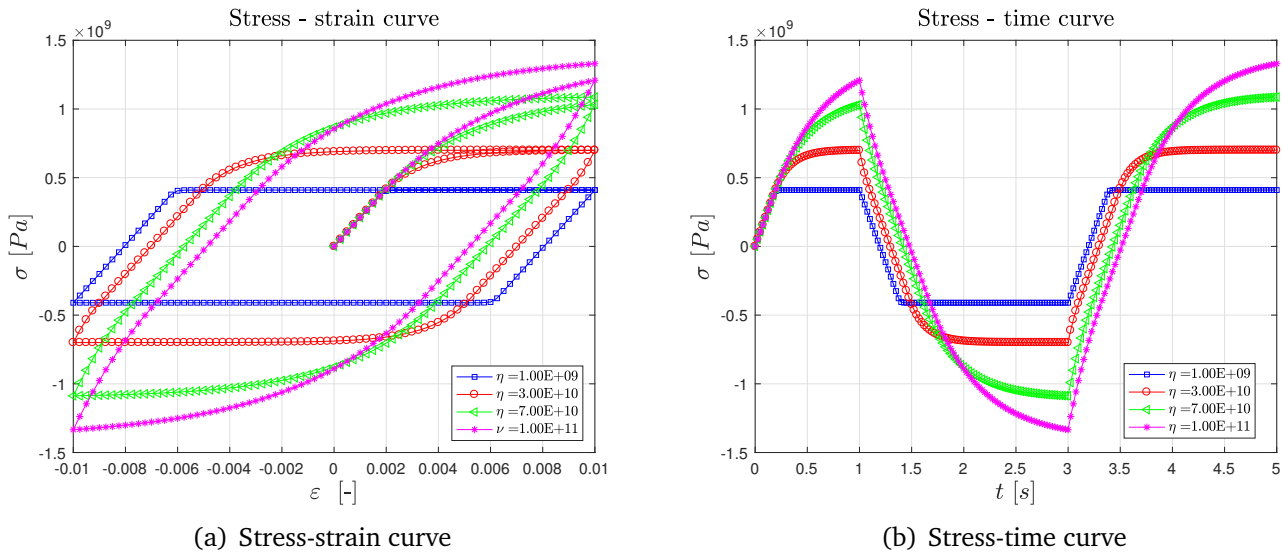 Stress - strain curve
×10^9
1.5
1
0.5
0
-0.5
-1
-1.5
σ [Pa]
-0.01 -0.008 -0.006 -0.004 -0.002 0 0.002 0.004 0.006 0.008 0.01
ε [-]
η =1.00E+09
η =3.00E+10
η =7.00E+10
ν =1.00E+11
(a) Stress-strain curve
Stress - time curve
×10^9
1.5
1
0.5
0
-0.5
-1
-1.5
σ [Pa]
0 0.5 1 1.5 2 2.5 3 3.5 4 4.5 5
t [s]
η =1.00E+09
η =3.00E+10
η =7.00E+10
η =1.00E+11
(b) Stress-time curve